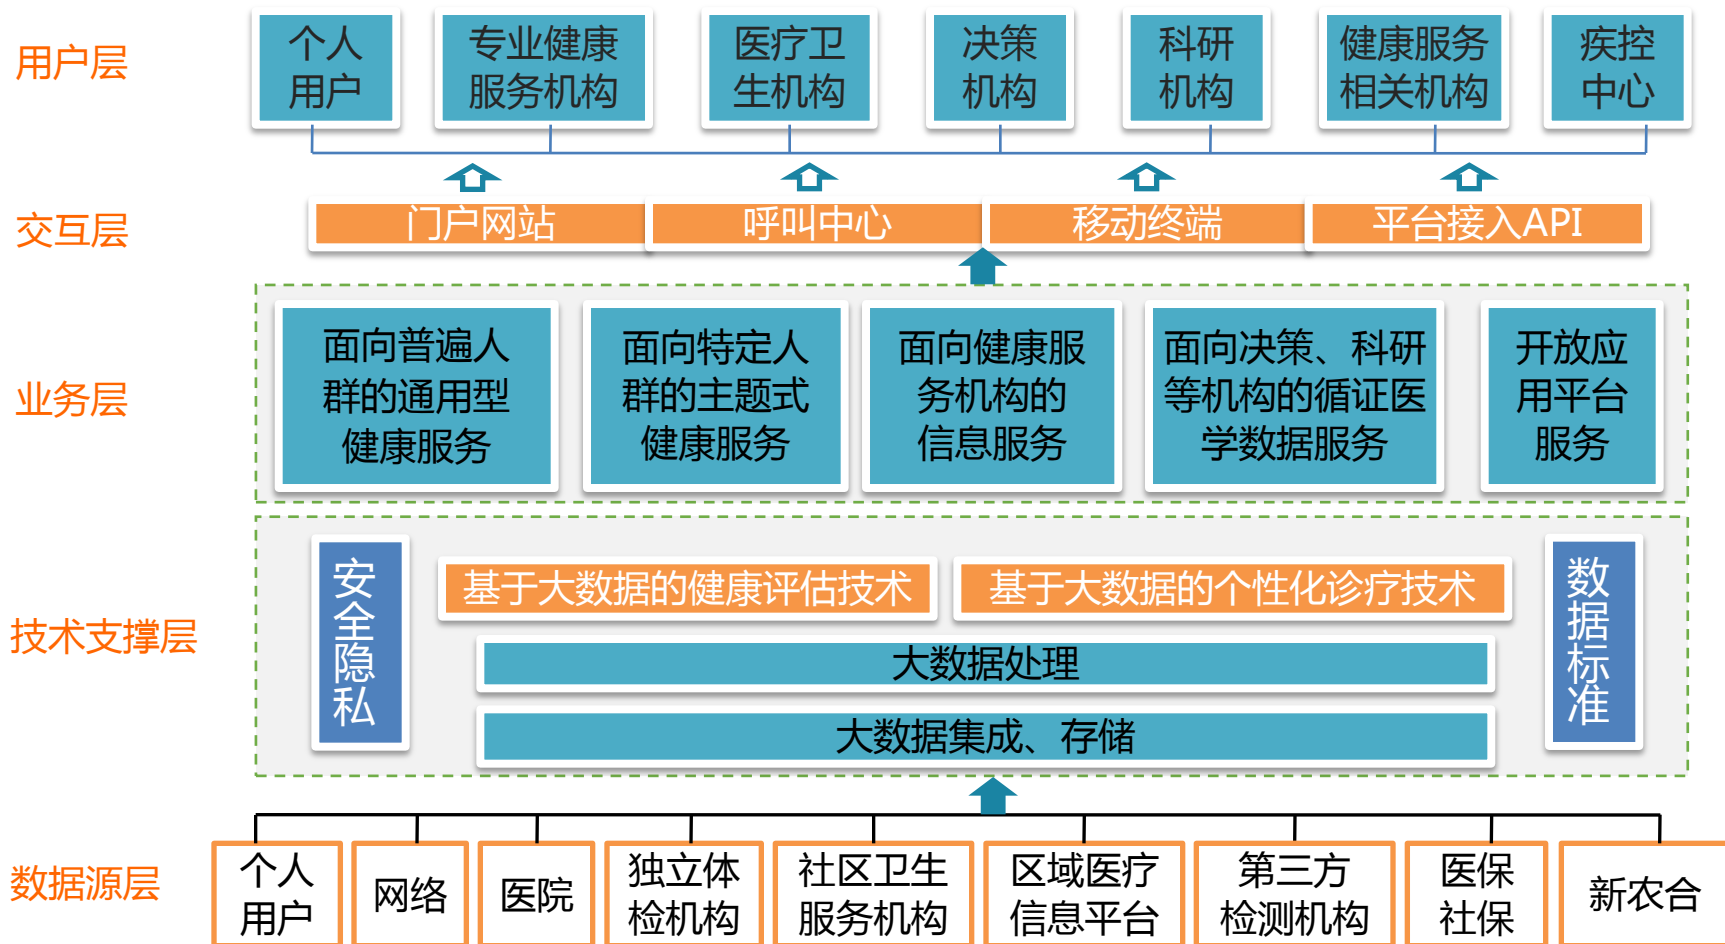 用户层
个人
用户
专业健康
服务机构
医疗卫
生机构
决策
机构
科研
机构
健康服务
相关机构
疾控
中心
交互层
门户网站
呼叫中心
移动终端
平台接入API
业务层
面向普遍人
群的通用型
健康服务
面向特定人
群的主题式
健康服务
面向健康服
务机构的
信息服务
面向决策、科研
等机构的循证医
学数据服务
开放应
用平台
服务
技术支撑层
安全隐私
基于大数据的健康评估技术
基于大数据的个性化诊疗技术
大数据处理
大数据集成、存储
数据标准
数据源层
个人
用户
网络
医院
独立体
检机构
社区卫生
服务机构
区域医疗
信息平台
第三方
检测机构
医保
社保
新农合